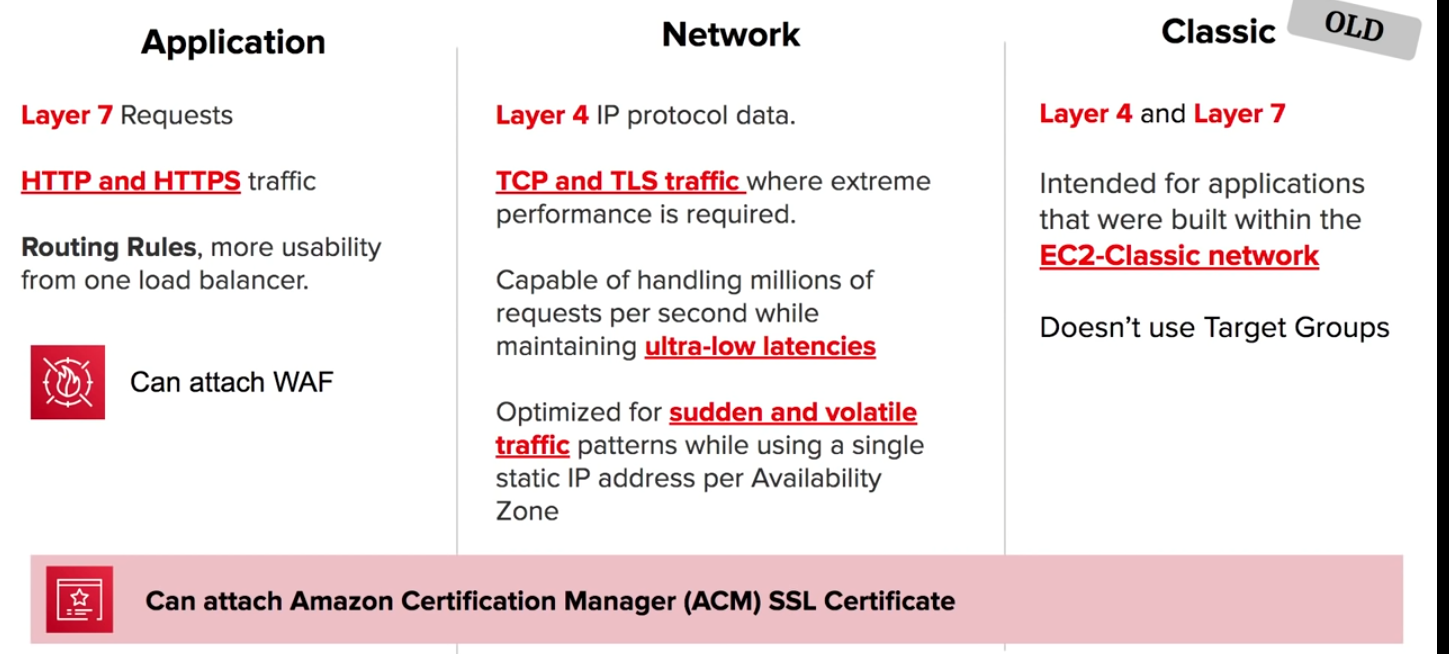 Application
Layer 7 Requests
HTTP and HTTPS traffic
Routing Rules, more usability
from one load balancer.
Can attach WAF
Network
Layer 4 IP protocol data.
TCP and TLS traffic where extreme
performance is required.
Capable of handling millions of
requests per second while
maintaining ultra-low latencies
Optimized for sudden and volatile
traffic patterns while using a single
static IP address per Availability
Zone
Classic
OLD
Layer 4 and Layer 7
Intended for applications
that were built within the
EC2-Classic network
Doesn’t use Target Groups
Can attach Amazon Certification Manager (ACM) SSL Certificate